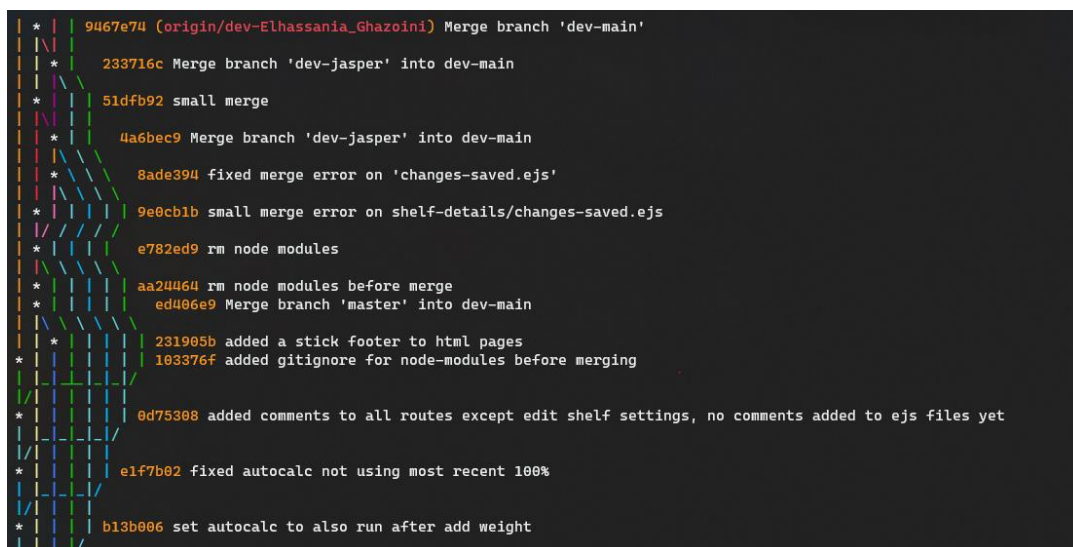 9467e74 (origin/dev-Elhassania_Ghazoini) Merge branch 'dev-main'
233716c Merge branch 'dev-jasper' into dev-main
51dfb92 small merge
4a6bec9 Merge branch 'dev-jasper' into dev-main
8ade394 fixed merge error on 'changes-saved.ejs'
9e0cb1b small merge error on shelf-details/changes-saved.ejs
e782ed9 rm node modules
aa24464 rm node modules before merge
ed406e9 Merge branch 'master' into dev-main
231905b added a stick footer to html pages
103376f added gitignore for node-modules before merging
0d75308 added comments to all routes except edit shelf settings, no comments added to ejs files yet
e1f7b02 fixed autocalc not using most recent 100%
b13b006 set autocalc to also run after add weight